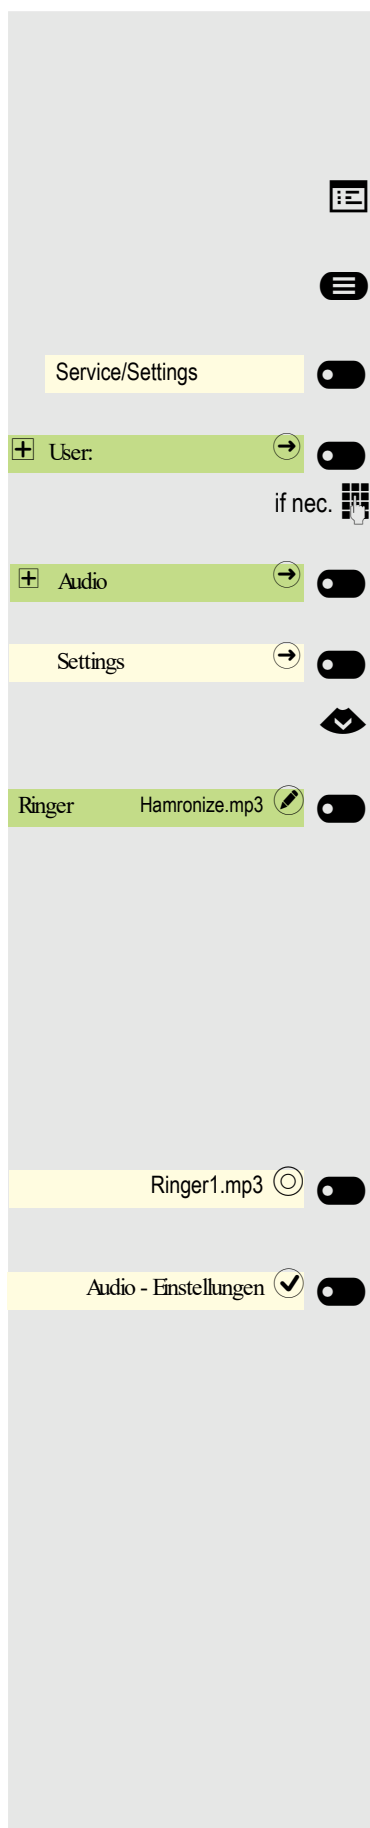 Service/Settings
User:
if nec.
Audio
Settings
Ringer Hamronize.mp3
Ringer1.mp3
Audio - Einstellungen